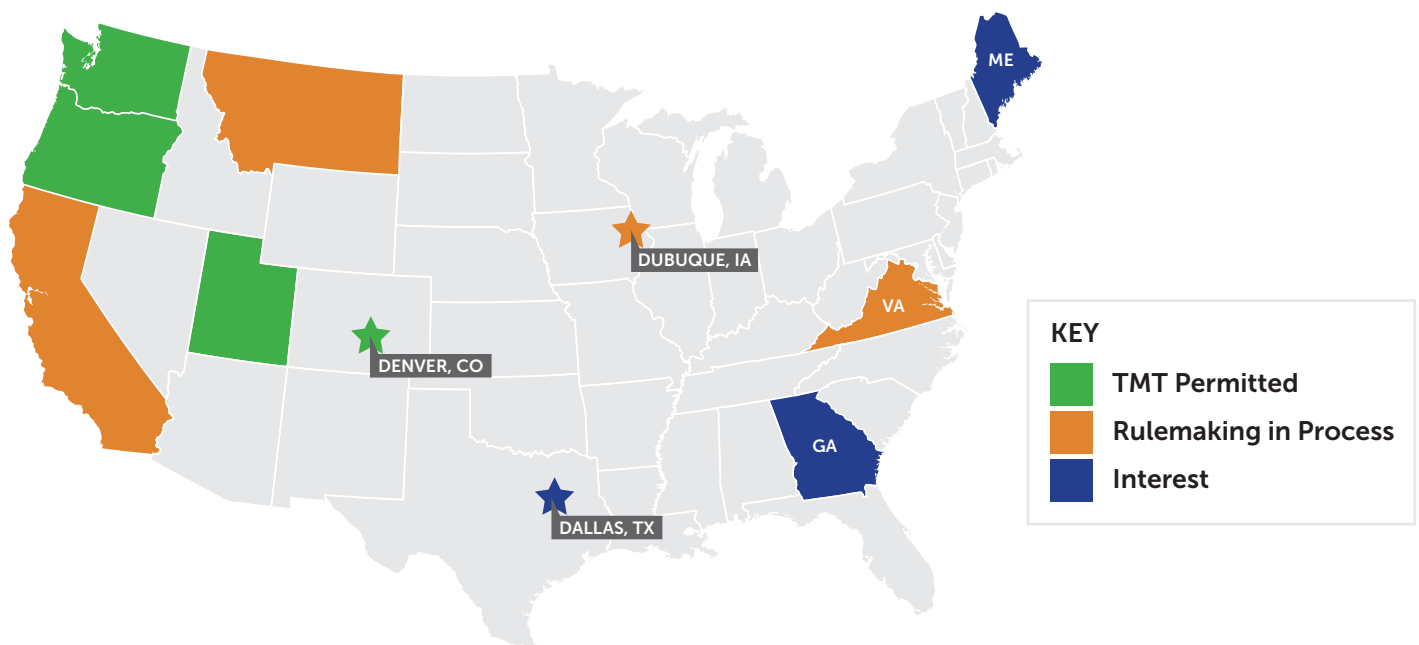 ME
DUBUQUE, IA
VA
DENVER, CO
GA
DALLAS, TX
KEY
TMT Permitted
Rulemaking in Process
Interest